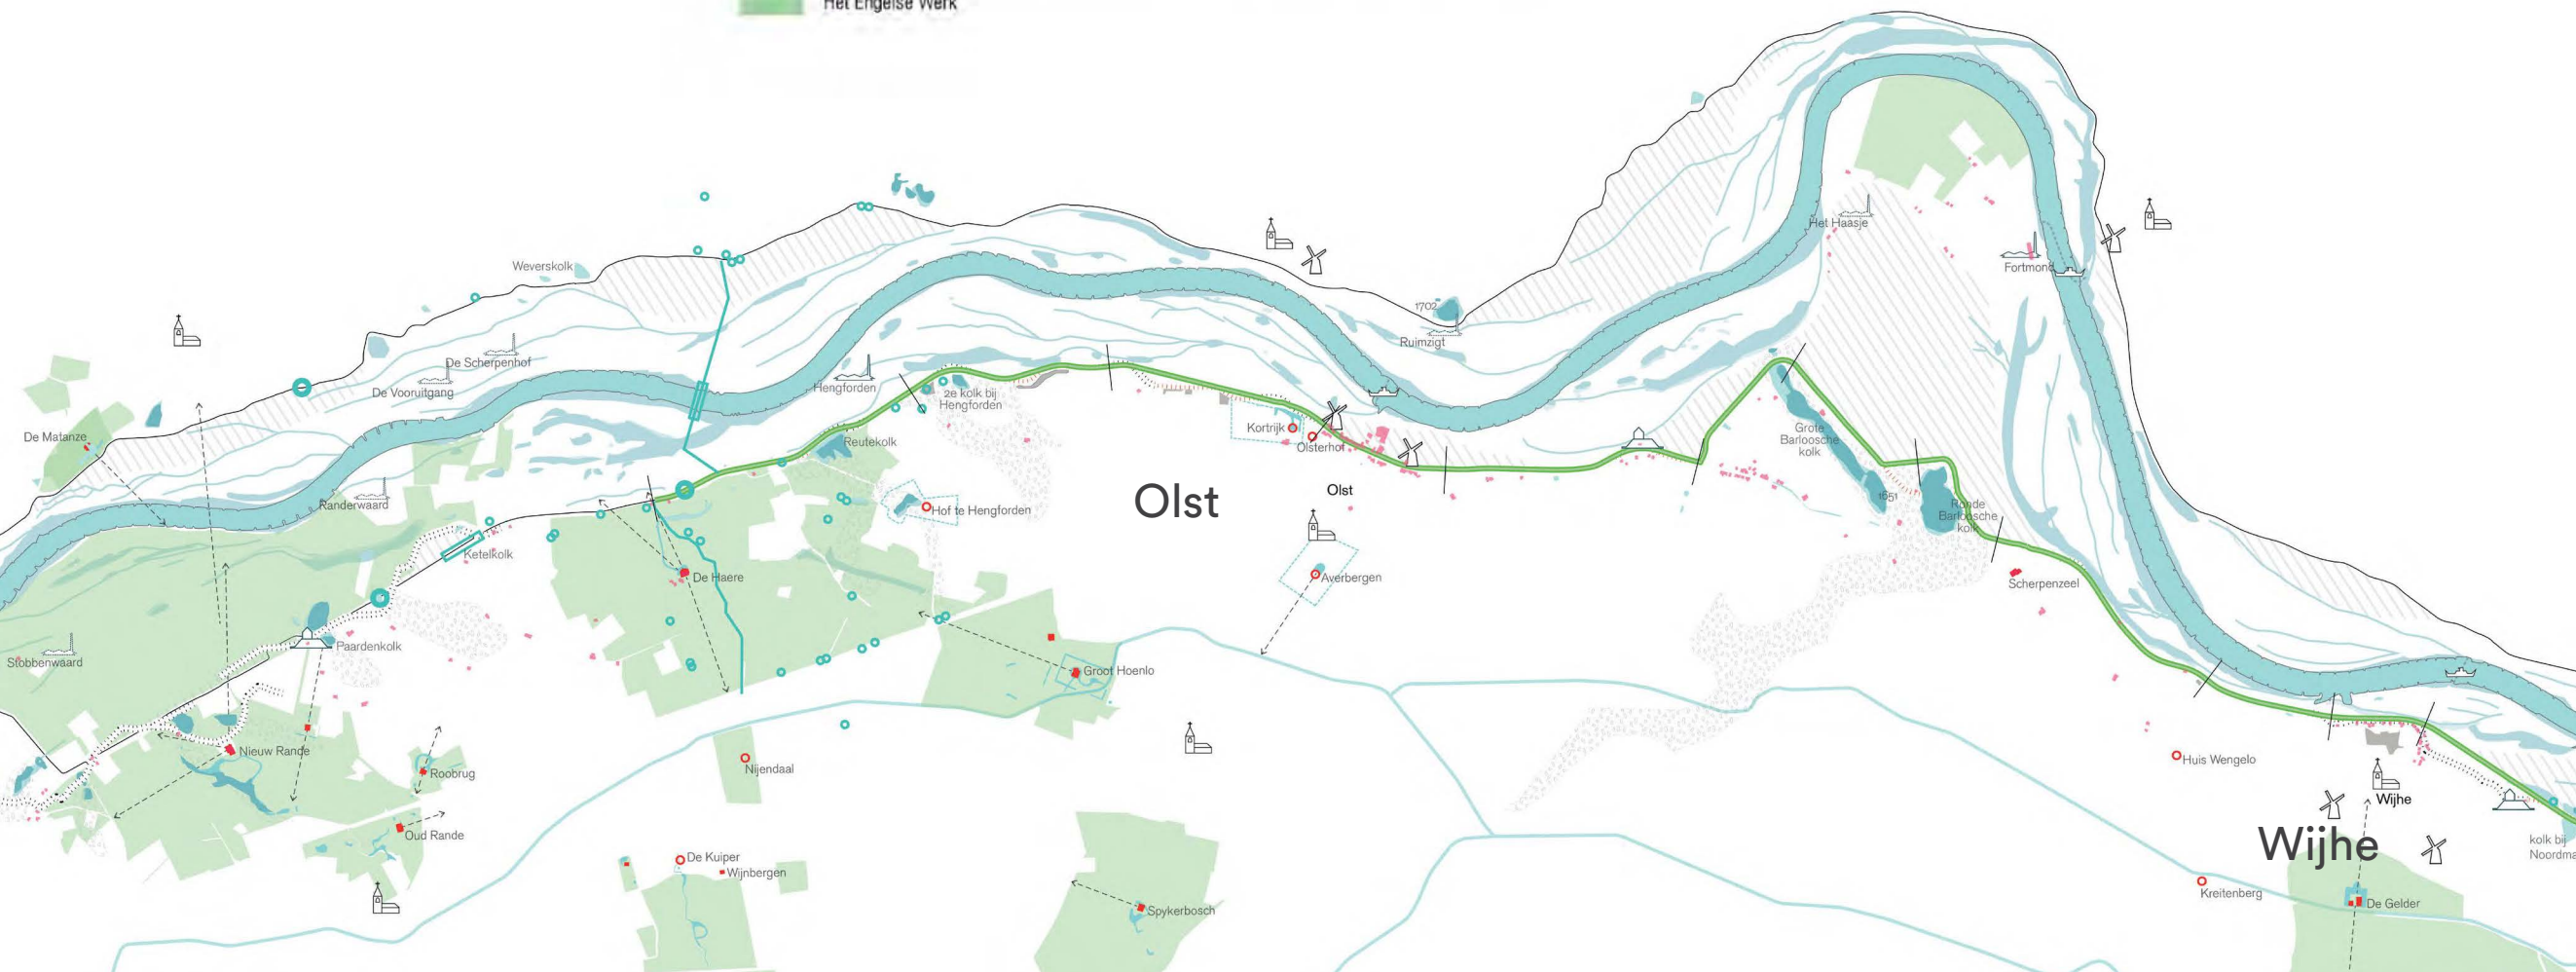 Het Engelse Werk
Het Haasje
Fortmond
Weverskolk
1702
Ruimzigt
De Scherpenhof
De Vooruitgang
Hengforden
2e kolk bij
Hengforden
De Matanze
Kortrijk
Olsterhof
Reutekolk
Grote
Barloosche
kolk
1651
Ronde
Barloosche
kolk
Olst
Olst
Randerwaard
Hof te Hengforden
Ketelkolk
De Haere
Averbergen
Scherpenzeel
Paardenkolk
Stobbenwaard
Groot Hoenlo
Nieuw Rande
Roobrug
Nijendaal
Huis Wengelo
Wijhe
Wijhe
Oud Rande
kolk bij
Noordma
De Kuiper
Wijnbergen
Kreitenberg
De Gelder
Spykerbosch